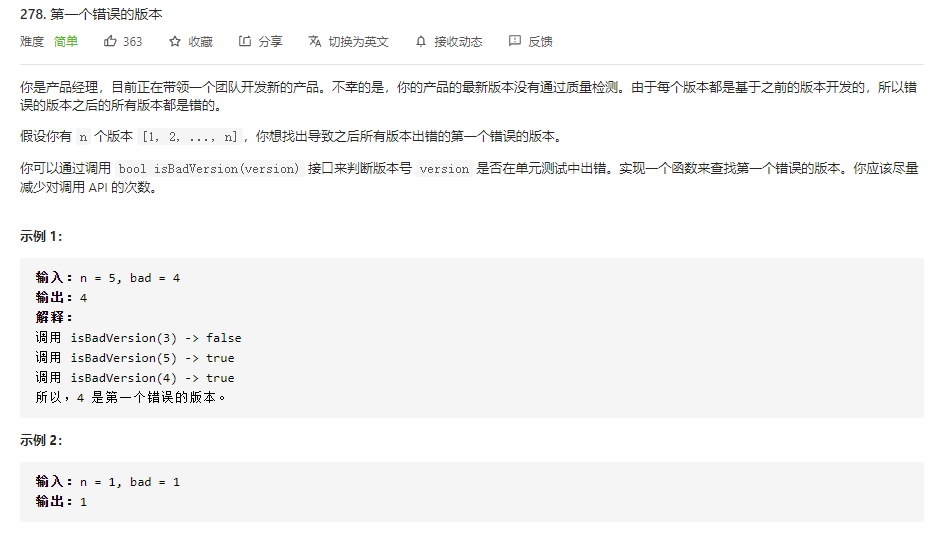 278. 第一个错误的版本
难度 简单 363 收藏 分享 切换为英文 接收动态 反馈
你是产品经理，目前正在带领一个团队开发新的产品。不幸的是，你的产品的最新版本没有通过质量检测。由于每个版本都是基于之前的版本开发的，所以错
误的版本之后的所有版本都是错的。
假设你有 n 个版本 [1, 2, ..., n]，你想找出导致之后所有版本出错的第一个错误的版本。
你可以通过调用 bool isBadVersion(version) 接口来判断版本号 version 是否在单元测试中出错。实现一个函数来查找第一个错误的版本。你应该尽量
减少对调用 API 的次数。
示例 1：
输入：n = 5, bad = 4
输出：4
解释：
调用 isBadVersion(3) -> false
调用 isBadVersion(5) -> true
调用 isBadVersion(4) -> true
所以，4 是第一个错误的版本。
示例 2：
输入：n = 1, bad = 1
输出：1